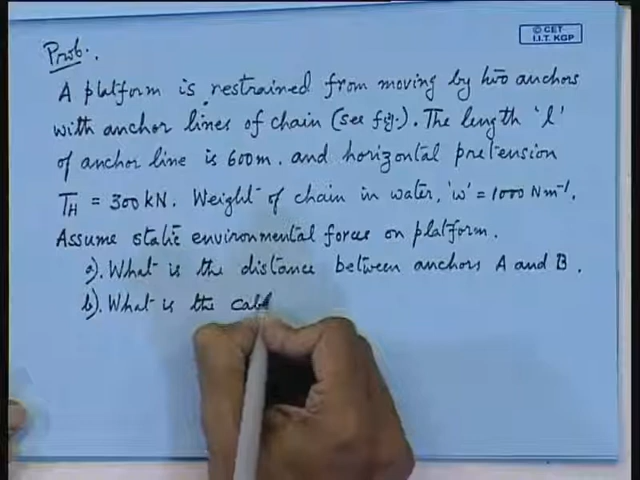 © CET
I.I.T. KGP
Prob.
A platform is restrained from moving by two anchors
with anchor lines of chain (see fig.). The length 'l'
of anchor line is 600m. and horizontal pretension
TH = 300 kN. Weight of chain in water, 'w' = 1000 Nm⁻¹.
Assume static environmental forces on platform.
a). What is the distance between anchors A and B.
b). What is the cabl